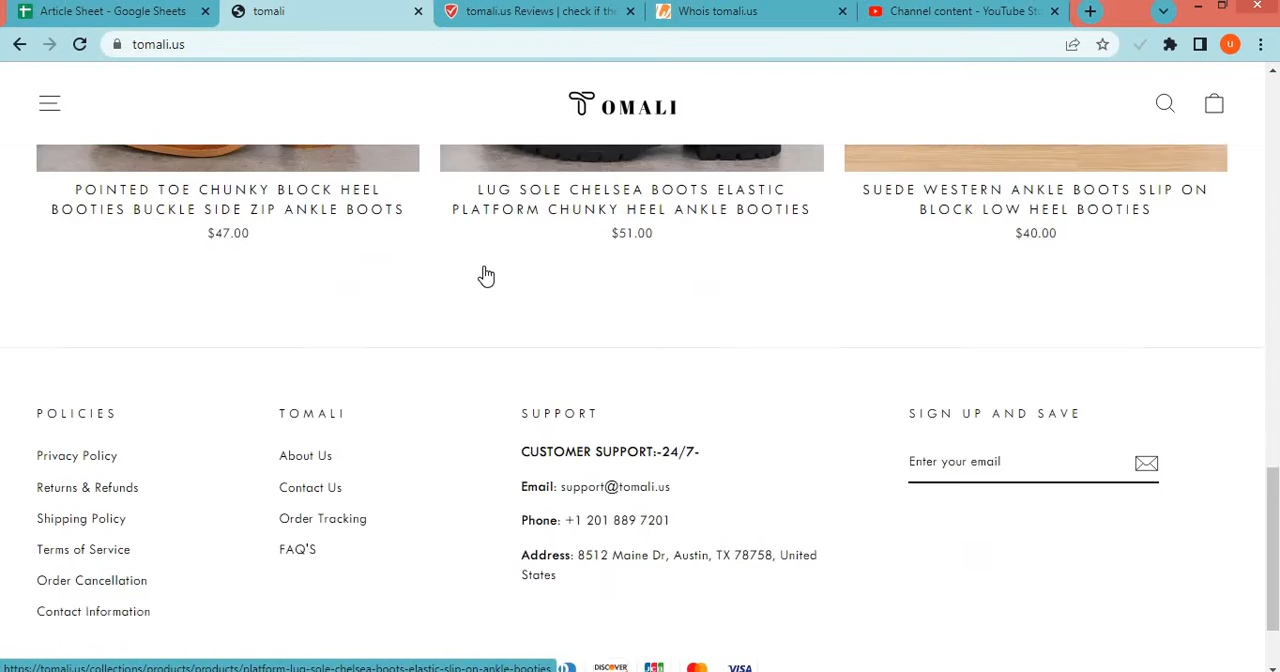 Article Sheet - Google Sheets
tomali
tomali.us Reviews | check if the
Whois tomali.us
Channel content - YouTube St
tomali.us
u
TOMALI
POINTED TOE CHUNKY BLOCK HEEL
BOOTIES BUCKLE SIDE ZIP ANKLE BOOTS
$47.00
LUG SOLE CHELSEA BOOTS ELASTIC
PLATFORM CHUNKY HEEL ANKLE BOOTIES
$51.00
SUEDE WESTERN ANKLE BOOTS SLIP ON
BLOCK LOW HEEL BOOTIES
$40.00
POLICIES
Privacy Policy
Returns & Refunds
Shipping Policy
Terms of Service
Order Cancellation
Contact Information
TOMALI
About Us
Contact Us
Order Tracking
FAQ'S
SUPPORT
CUSTOMER SUPPORT:-24/7-
Email: support@tomali.us
Phone: +1 201 889 7201
Address: 8512 Maine Dr, Austin, TX 78758, United
States
SIGN UP AND SAVE
Enter your email
https://tomali.us/collections/products/products/platform-lug-sole-chelsea-boots-elastic-slip-on-ankle-booties
DISCOVER
JCB
VISA